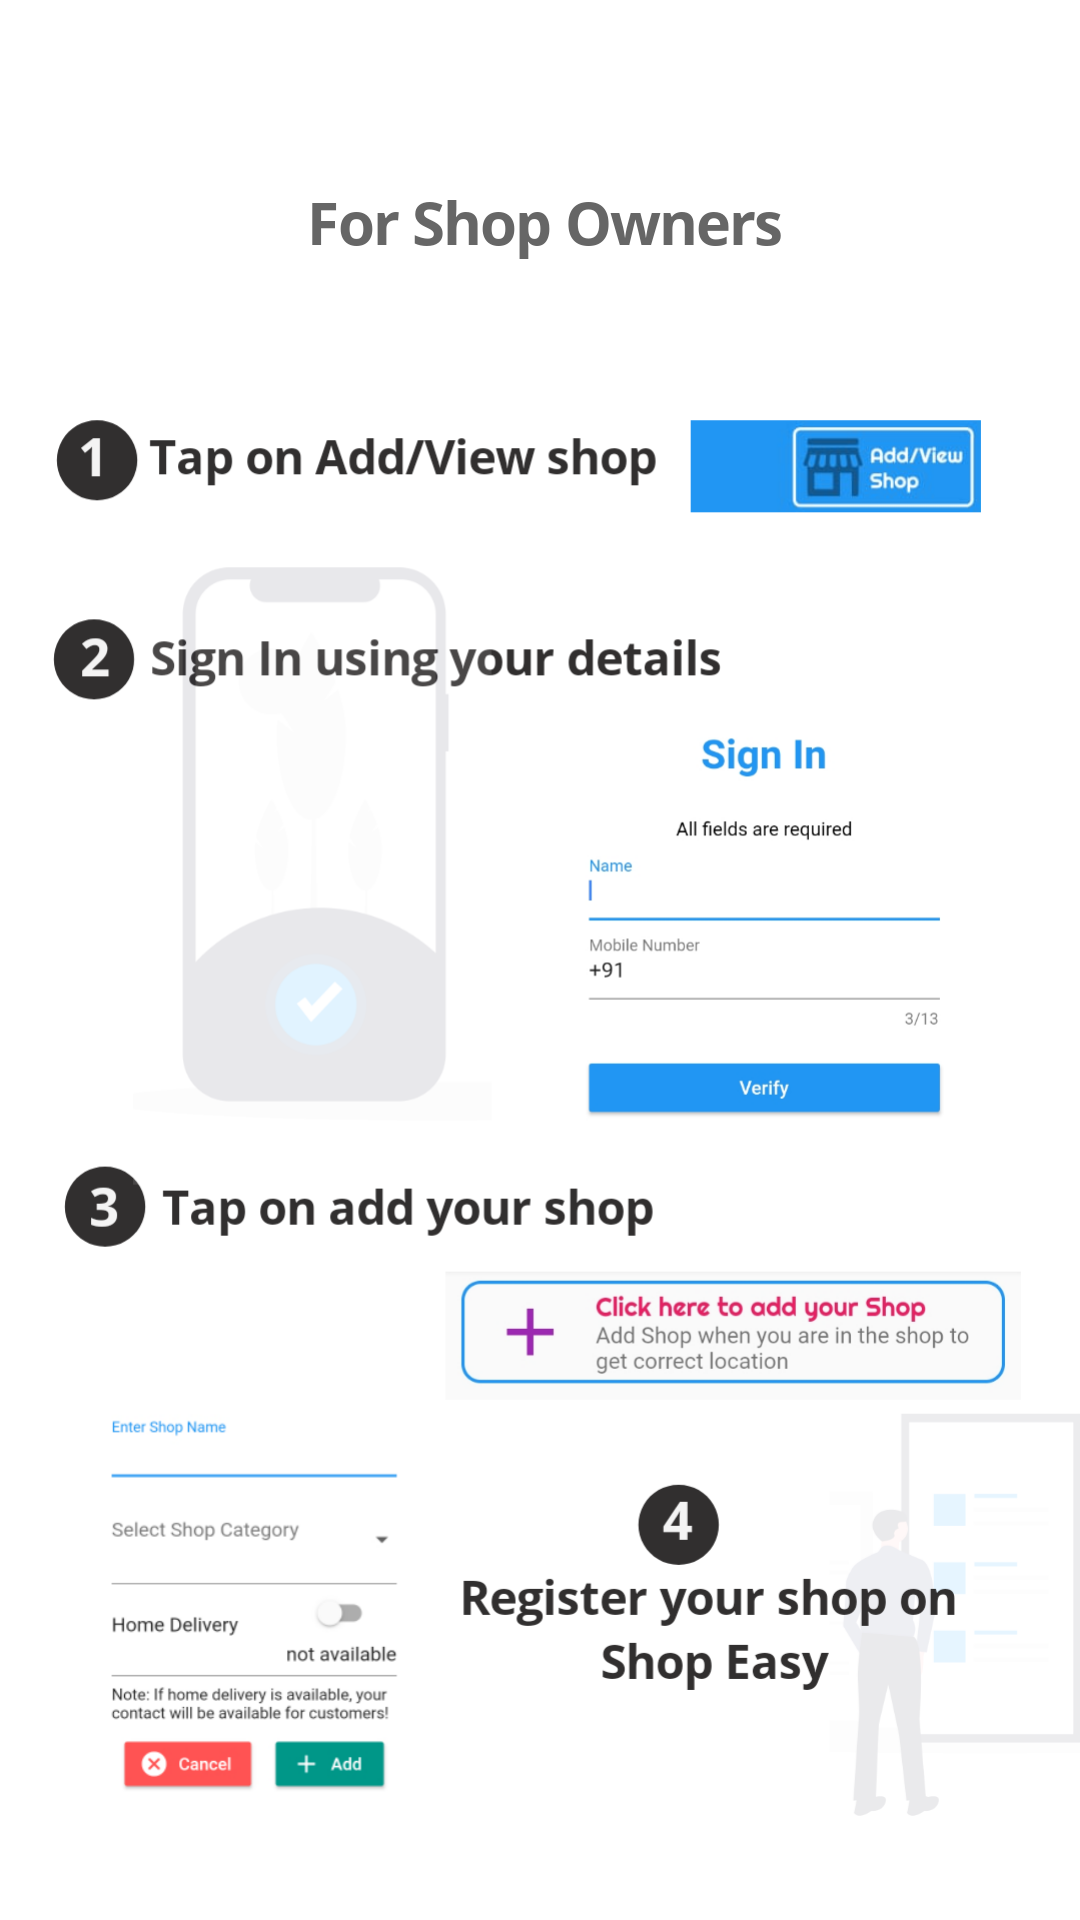 For Shop Owners
1 Tap on Add/View shop
Add/View
Shop
2 Sign In using your details
Sign In
All fields are required
Name
Mobile Number
+91
3/13
Verify
3 Tap on add your shop
Click here to add your Shop
Add Shop when you are in the shop to
get correct location
Enter Shop Name
Select Shop Category
Home Delivery
not available
Note: If home delivery is available, your
contact will be available for customers!
Cancel
Add
4
Register your shop on
Shop Easy